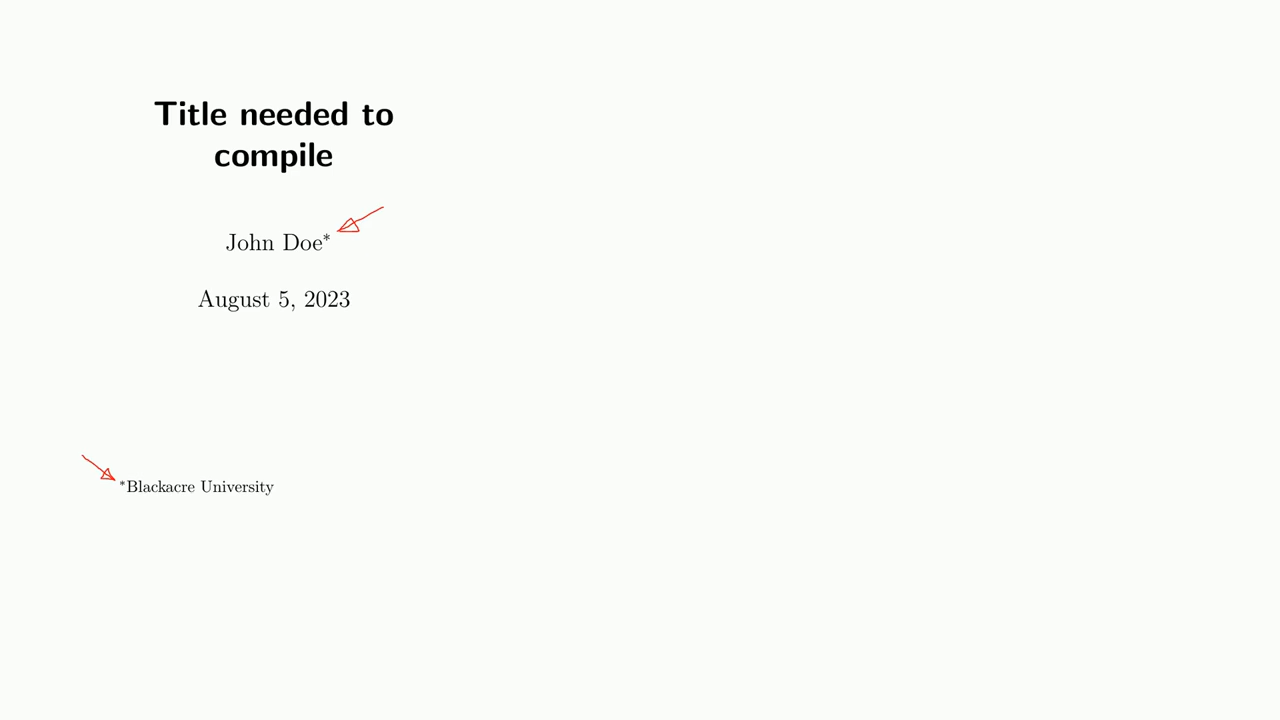 Title needed to
compile
John Doe*
August 5, 2023
*Blackacre University